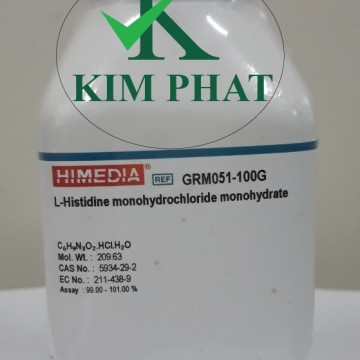 K
KIM PHAT
HIMEDIA® REF GRM051-100G
L-Histidine monohydrochloride monohydrate
C₆H₉N₃O₂.HCl.H₂O
Mol. Wt. : 209.63
CAS No. : 5934-29-2
EC No. : 211-438-9
Assay : 99.00 - 101.00 %